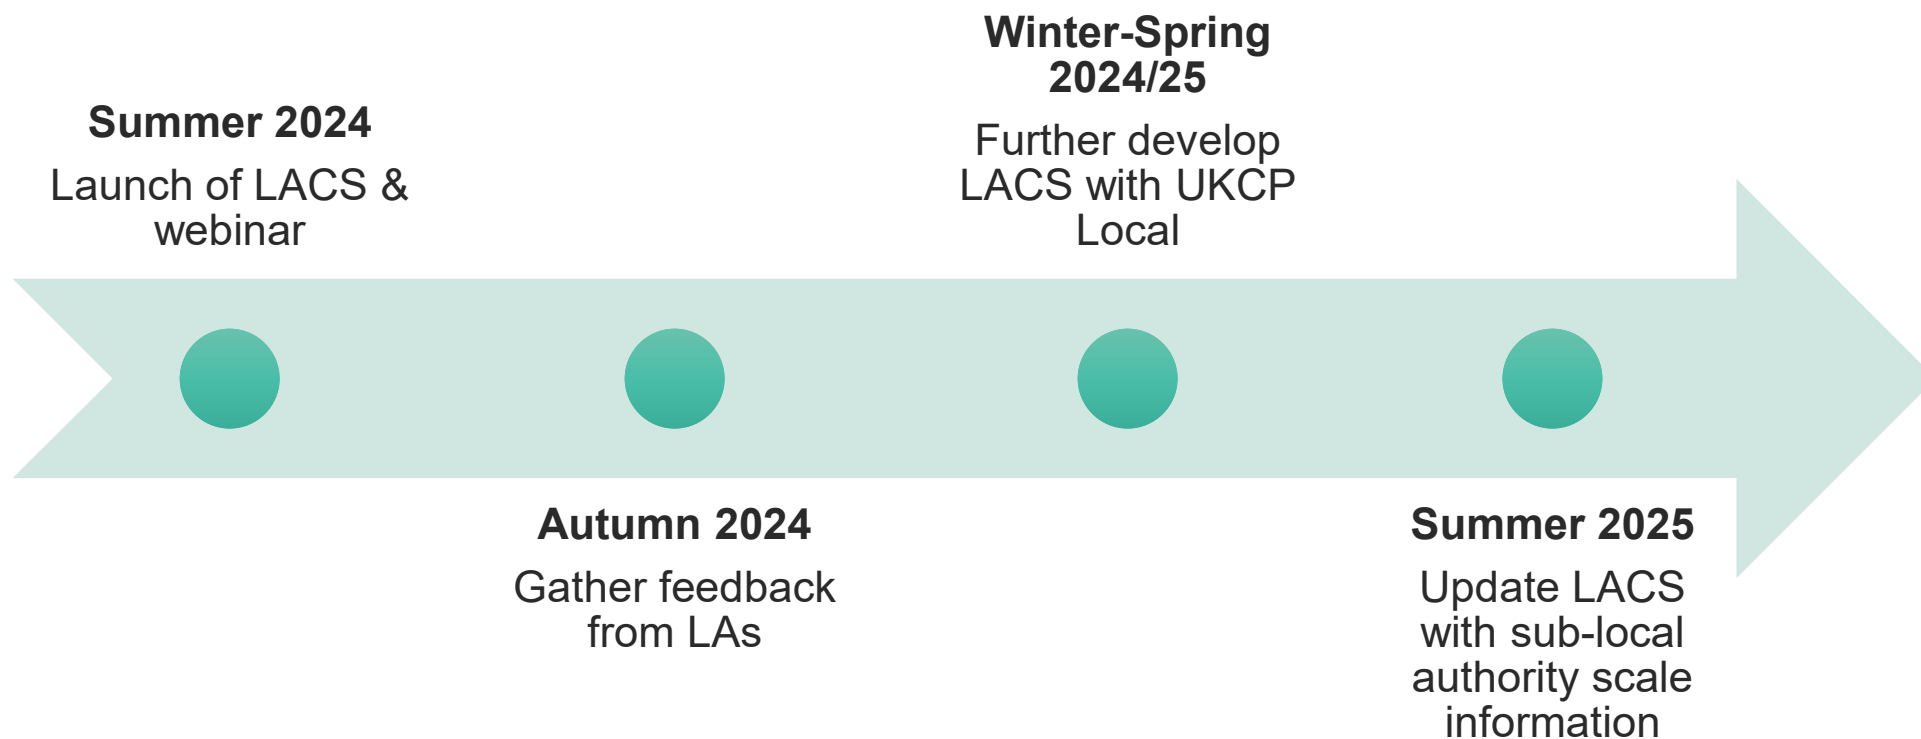 Summer 2024
Launch of LACS &
webinar
Autumn 2024
Gather feedback
from LAs
Winter-Spring
2024/25
Further develop
LACS with UKCP
Local
Summer 2025
Update LACS
with sub-local
authority scale
information